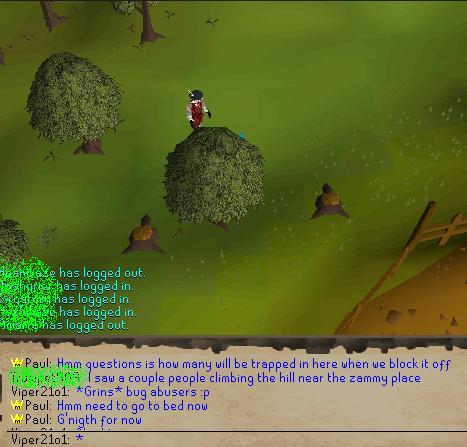 has logged out.
has logged in.
has logged in.
has logged in.
has logged out.
Paul: Hmm questions is how many will be trapped in here when we block it off
I saw a couple people climbing the hill near the zammy place
Viper21o1: *Grins* bug abusers :p
Paul: Hmm need to go to bed now
Paul: G'nigth for now
Viper21o1: *